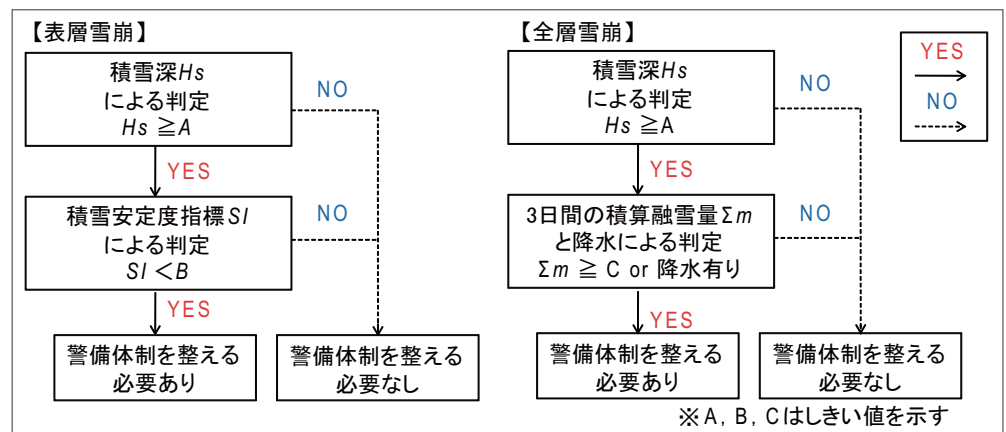 【表層雪崩】
積雪深Hs
による判定
Hs ≧A
NO
YES
積雪安定度指標SI
による判定
SI ＜B
NO
YES
警備体制を整える
必要あり
警備体制を整える
必要なし
【全層雪崩】
積雪深Hs
による判定
Hs ≧A
NO
YES
3日間の積算融雪量Σm
と降水による判定
Σm ≧ C or 降水有り
NO
YES
警備体制を整える
必要あり
警備体制を整える
必要なし
YES
NO
※A, B, Cはしきい値を示す